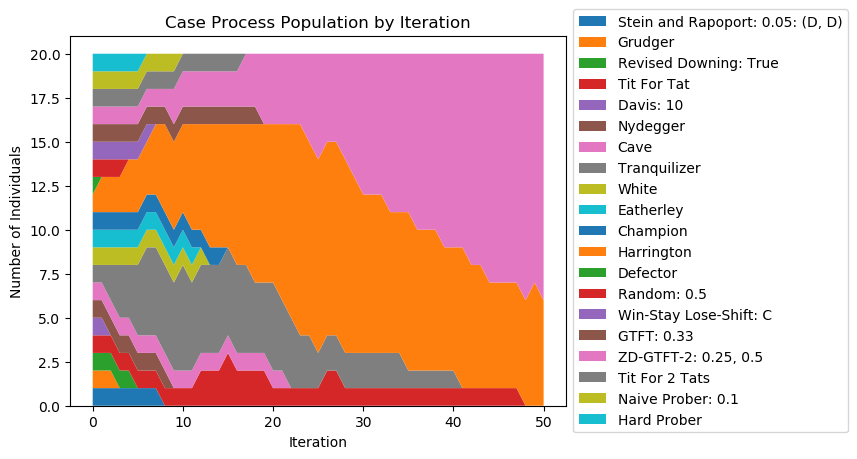 Case Process Population by Iteration
Number of Individuals
20.0
17.5
15.0
12.5
10.0
7.5
5.0
2.5
0.0
0
10
20
30
40
50
Iteration
Stein and Rapoport: 0.05: (D, D)
Grudger
Revised Downing: True
Tit For Tat
Davis: 10
Nydegger
Cave
Tranquilizer
White
Eatherley
Champion
Harrington
Defector
Random: 0.5
Win-Stay Lose-Shift: C
GTFT: 0.33
ZD-GTFT-2: 0.25, 0.5
Tit For 2 Tats
Naive Prober: 0.1
Hard Prober